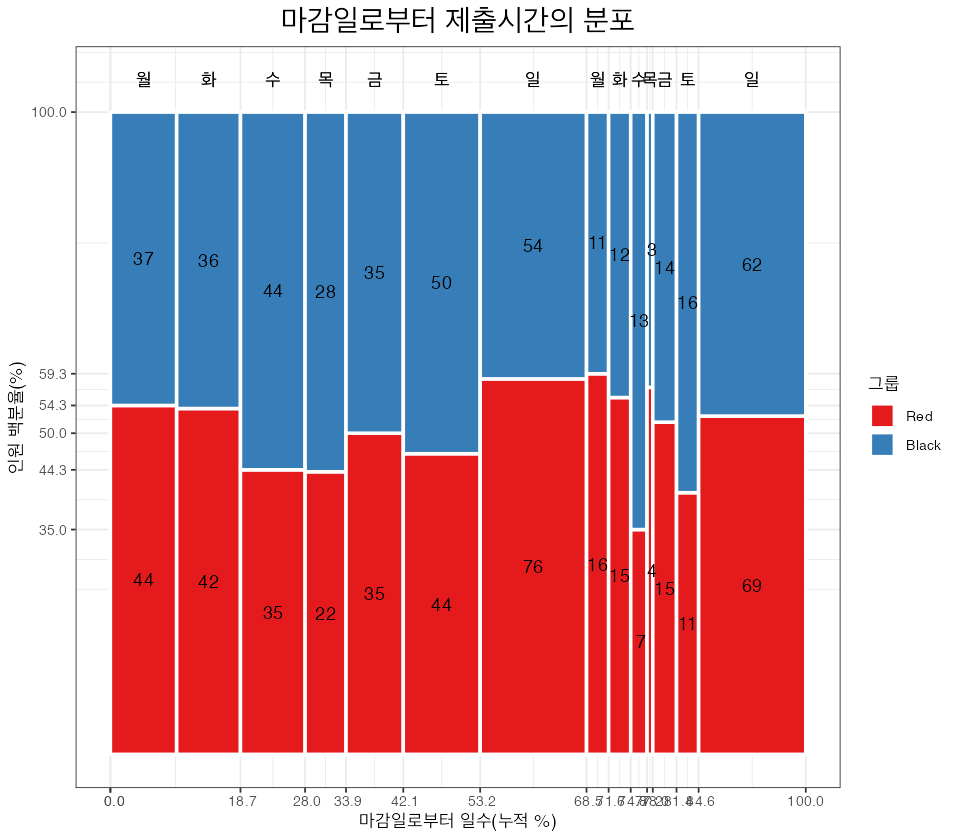 마감일로부터 제출시간의 분포
월 화 수 목 금 토 일 월 화 수 목 금 토 일
100.0
59.3
54.3
50.0
44.3
35.0
인원 백분율(%)
37 36 44 28 35 50 54 11 12 13 3 14 16 62
44 42 35 22 35 44 76 16 15 7 4 15 11 69
그룹
Red
Black
0.0 18.7 28.0 33.9 42.1 53.2 68.5 71.6 84.6 100.0
마감일로부터 일수(누적 %)